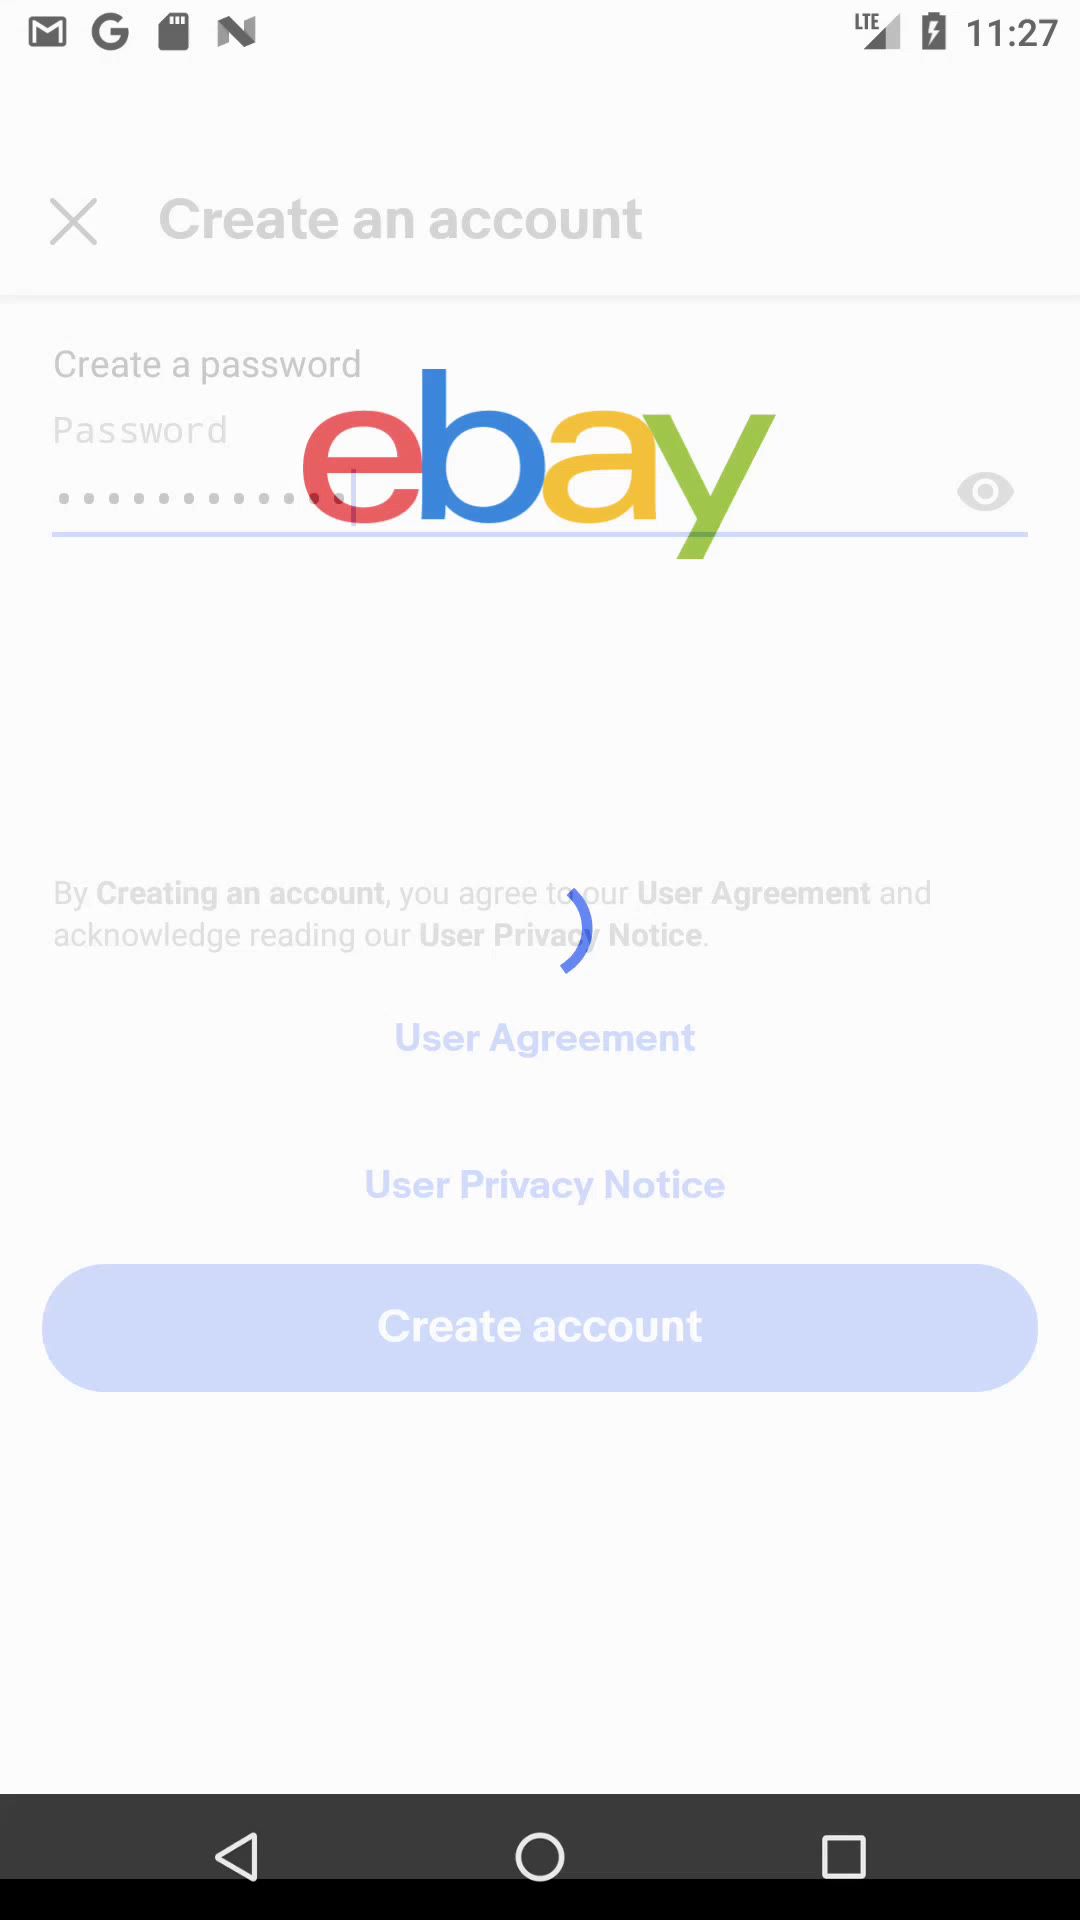 LTE 11:27
Create an account
Create a password
Password
ebay
••••••••••••
By Creating an account, you agree to our User Agreement and
acknowledge reading our User Privacy Notice.
User Agreement
User Privacy Notice
Create account